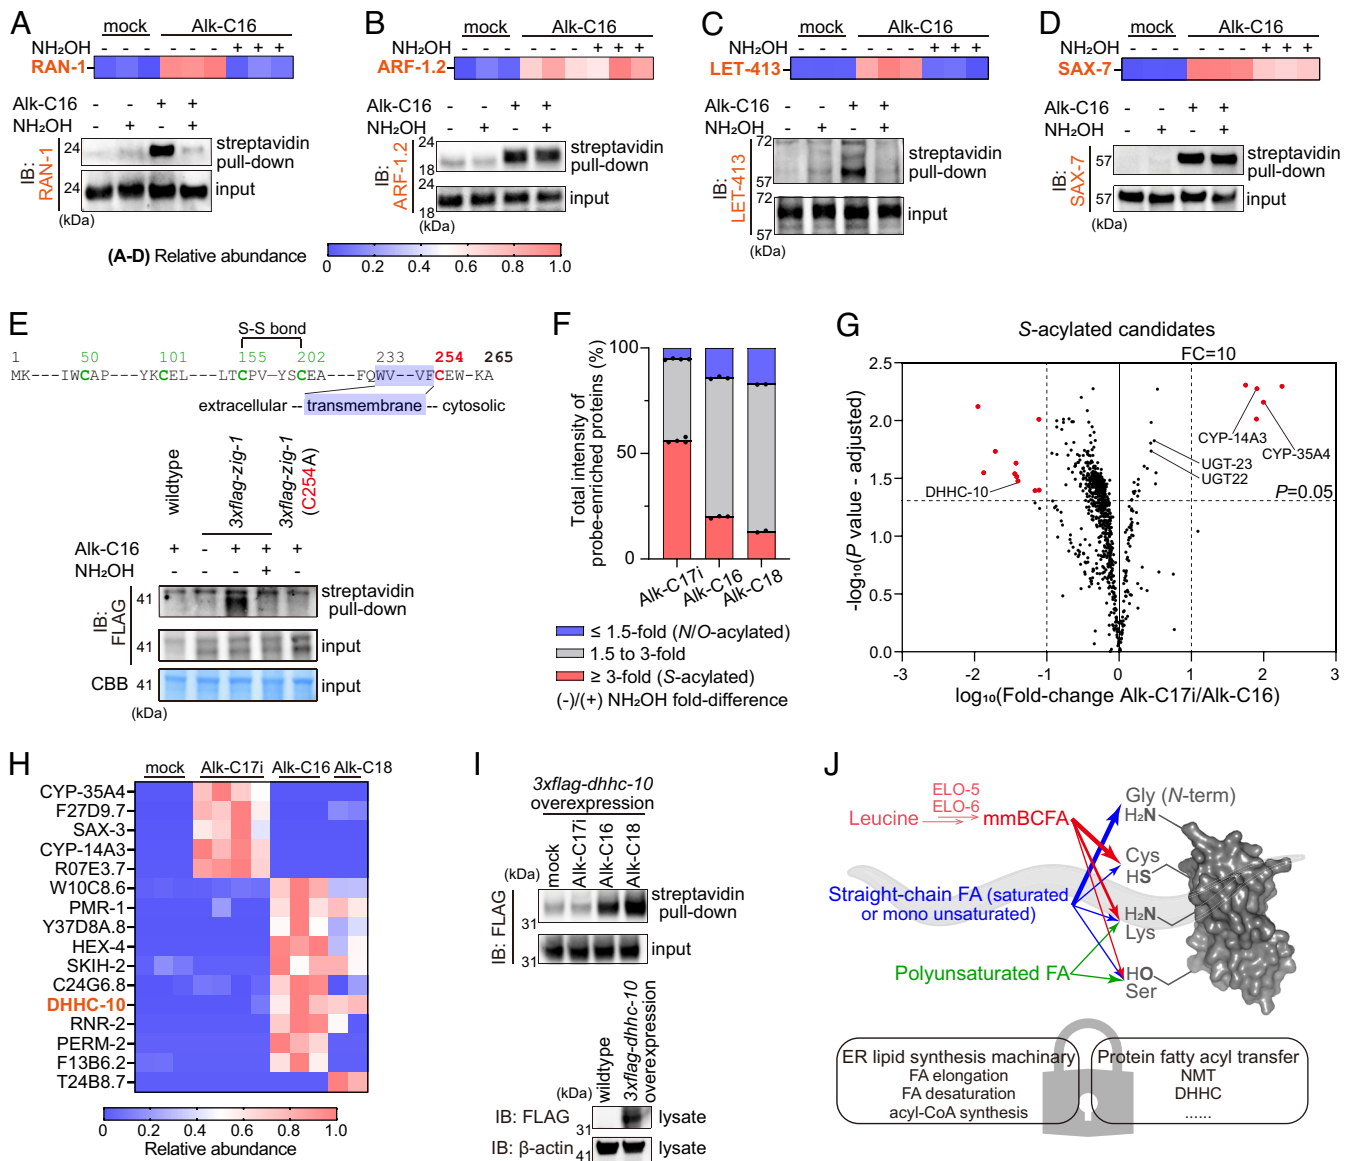 A
mock Alk-C16
NH₂OH - - - - - - + + +
RAN-1
Alk-C16 - - + +
NH₂OH - + - +
IB: RAN-1
24
streptavidin pull-down
24
input
(kDa)
B
mock Alk-C16
NH₂OH - - - - - - + + +
ARF-1.2
Alk-C16 - - + +
NH₂OH - + - +
IB: ARF-1.2
24
18
streptavidin pull-down
24
18
input
(kDa)
C
mock Alk-C16
NH₂OH - - - - - - + + +
LET-413
Alk-C16 - - + +
NH₂OH - + - +
IB: LET-413
72
57
streptavidin pull-down
72
57
input
(kDa)
D
mock Alk-C16
NH₂OH - - - - - - + + +
SAX-7
Alk-C16 - - + +
NH₂OH - - - +
IB: SAX-7
57
streptavidin pull-down
57
input
(kDa)
(A-D) Relative abundance
0 0.2 0.4 0.6 0.8 1.0
E
S-S bond
1 50 101 155 202 233 254 265
MK---IWCAP---YKCEL---LTCPV--YSCEA---FQWV--VFCEW-KA
extracellular -- transmembrane -- cytosolic
wildtype
3xflag-zig-1
3xflag-zig-1 (C254A)
Alk-C16 + - + + +
NH₂OH - - - + -
IB: FLAG
41
streptavidin pull-down
41
input
CBB 41
input
(kDa)
F
Total intensity of probe-enriched proteins (%)
100
50
0
Alk-C17i Alk-C16 Alk-C18
≤ 1.5-fold (N/O-acylated)
1.5 to 3-fold
≥ 3-fold (S-acylated)
(-)/(+) NH₂OH fold-difference
G
S-acylated candidates
FC=10
-log₁₀(P value - adjusted)
2.5
2.0
1.5
1.0
0.5
0.0
CYP-14A3
CYP-35A4
UGT-23
UGT22
DHHC-10
P=0.05
-3 -2 -1 0 1 2 3
log₁₀(Fold-change Alk-C17i/Alk-C16)
H
mock Alk-C17i Alk-C16 Alk-C18
CYP-35A4
F27D9.7
SAX-3
CYP-14A3
R07E3.7
W10C8.6
PMR-1
Y37D8A.8
HEX-4
SKIH-2
C24G6.8
DHHC-10
RNR-2
PERM-2
F13B6.2
T24B8.7
0 0.2 0.4 0.6 0.8 1.0
Relative abundance
I
3xflag-dhhc-10
overexpression
(kDa)
mock
Alk-C17i
Alk-C16
Alk-C18
IB: FLAG
31
streptavidin pull-down
31
input
wildtype
3xflag-dhhc-10 overexpression
(kDa)
IB: FLAG
31
lysate
IB: β-actin
41
lysate
J
ELO-5
ELO-6
Leucine mmBCFA
Straight-chain FA (saturated
or mono unsaturated)
Polyunsaturated FA
Gly (N-term)
H₂N
Cys
HS
H₂N
Lys
HO
Ser
ER lipid synthesis machinery
FA elongation
FA desaturation
acyl-CoA synthesis
Protein fatty acyl transfer
NMT
DHHC
......